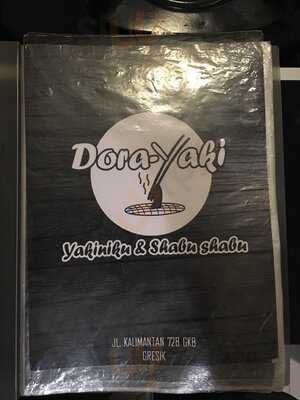 Dora-Yaki
Yakiniku & Shabu shabu
JL. KALIMANTAN 72B GKB
GRESIK